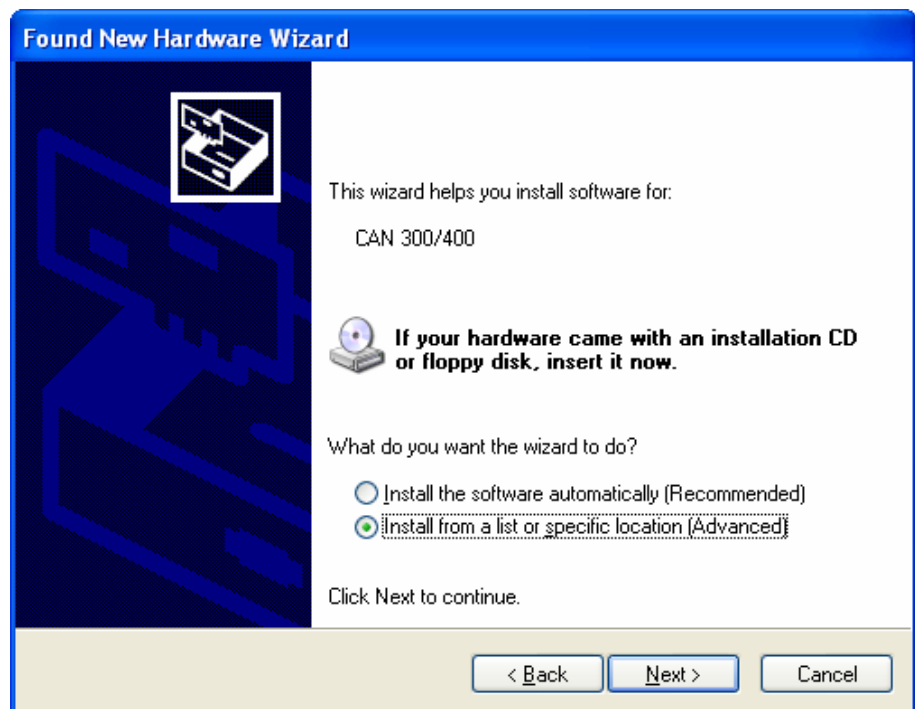 Found New Hardware Wizard
This wizard helps you install software for:
CAN 300/400
If your hardware came with an installation CD
or floppy disk, insert it now.
What do you want the wizard to do?
Install the software automatically (Recommended)
Install from a list or specific location (Advanced)
Click Next to continue.
< Back
Next >
Cancel